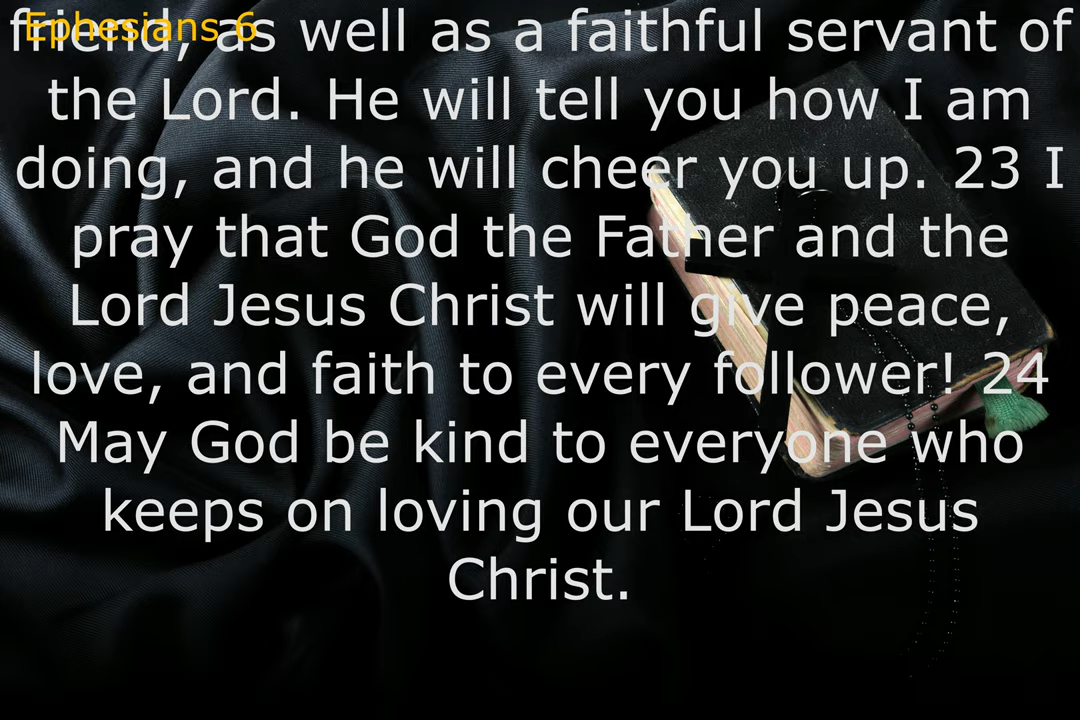 Ephesians 6
friend, as well as a faithful servant of
the Lord. He will tell you how I am
doing, and he will cheer you up. 23 I
pray that God the Father and the
Lord Jesus Christ will give peace,
love, and faith to every follower! 24
May God be kind to everyone who
keeps on loving our Lord Jesus
Christ.